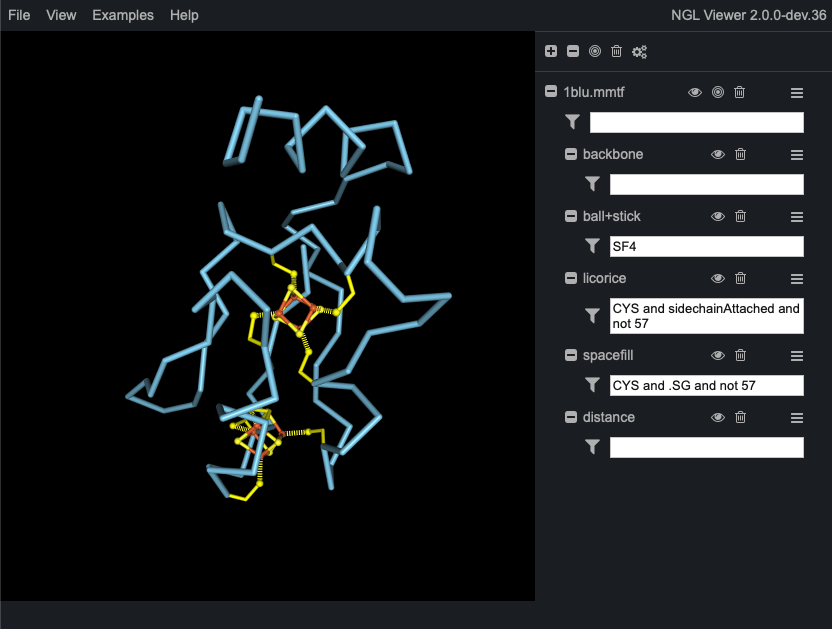 File View Examples Help NGL Viewer 2.0.0-dev.36
1blu.mmtf
backbone
ball+stick
SF4
licorice
CYS and sidechainAttached and
not 57
spacefill
CYS and .SG and not 57
distance